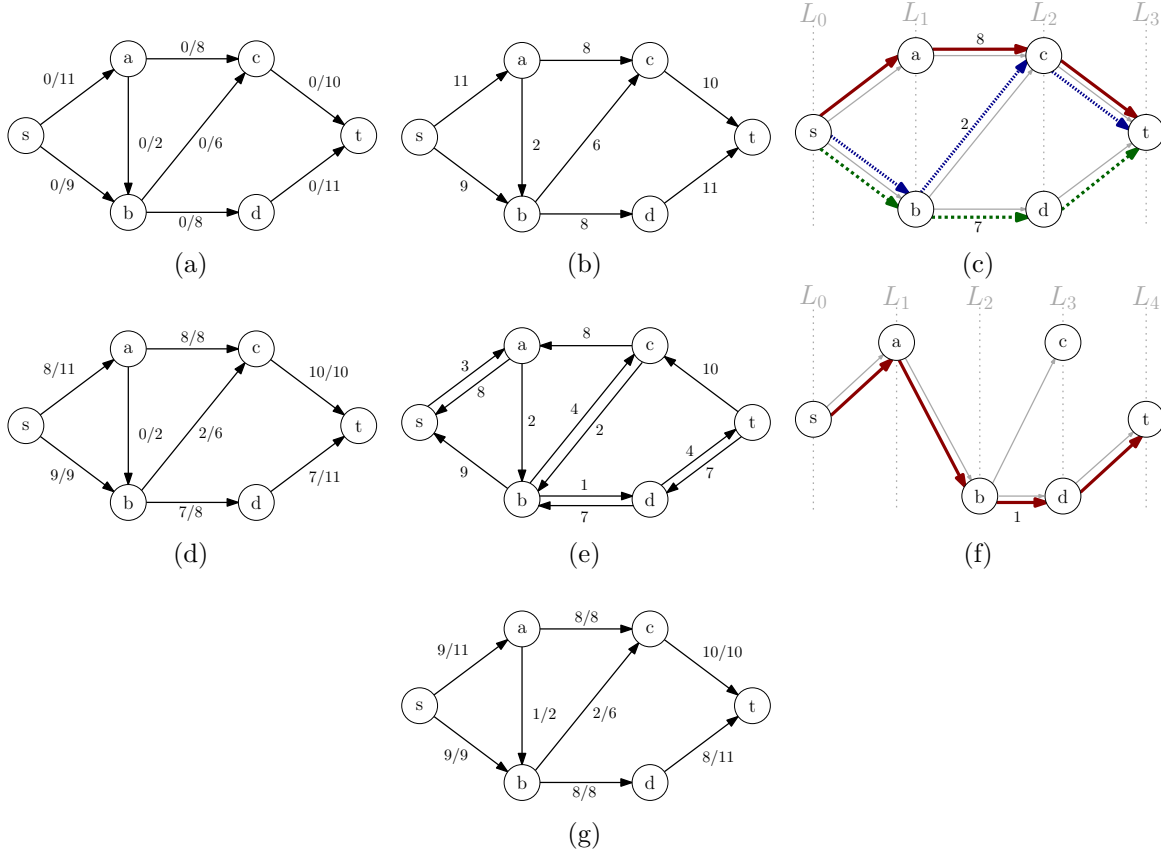 0/11
0/8
0/10
0/2
0/6
0/9
0/8
0/11
s
a
b
c
d
t
(a)
11
8
10
2
6
9
8
11
s
a
b
c
d
t
(b)
L0 L1 L2 L3
8
2
7
s
a
b
c
d
t
(c)
8/11
8/8
10/10
0/2
2/6
9/9
7/8
7/11
s
a
b
c
d
t
(d)
3
8
8
10
2
4
2
9
1
7
4
7
s
a
b
c
d
t
(e)
L0 L1 L2 L3 L4
1
s
a
b
c
d
t
(f)
9/11
8/8
10/10
1/2
2/6
9/9
8/8
8/11
s
a
b
c
d
t
(g)